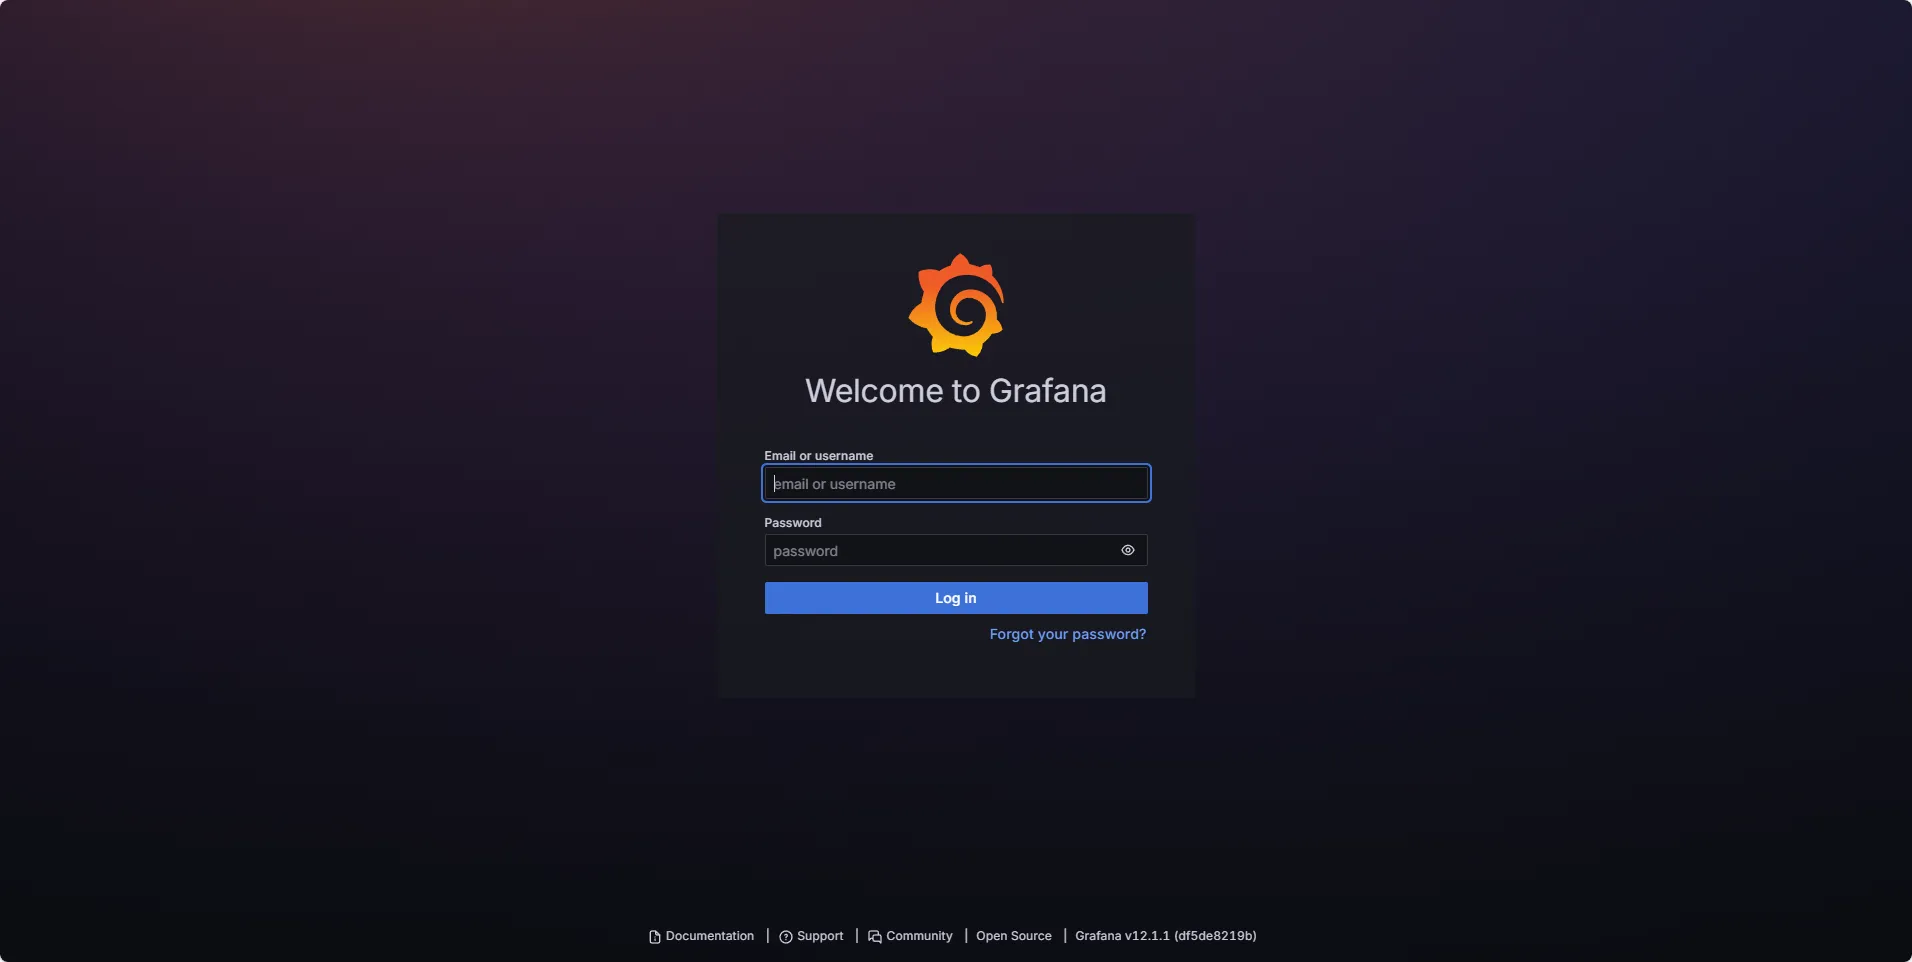 Welcome to Grafana
Email or username
email or username
Password
password
Log in
Forgot your password?
Documentation | Support | Community | Open Source | Grafana v12.1.1 (df5de8219b)